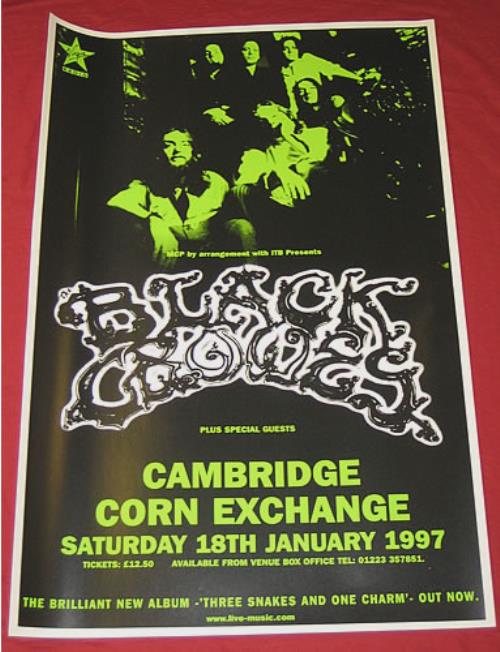 RADIO
MCP by arrangement with ITB Presents
BLACK
CROWES
PLUS SPECIAL GUESTS
CAMBRIDGE
CORN EXCHANGE
SATURDAY 18TH JANUARY 1997
TICKETS: £12.50 AVAILABLE FROM VENUE BOX OFFICE TEL: 01223 357851.
THE BRILLIANT NEW ALBUM -'THREE SNAKES AND ONE CHARM'- OUT NOW.
www.live-music.com